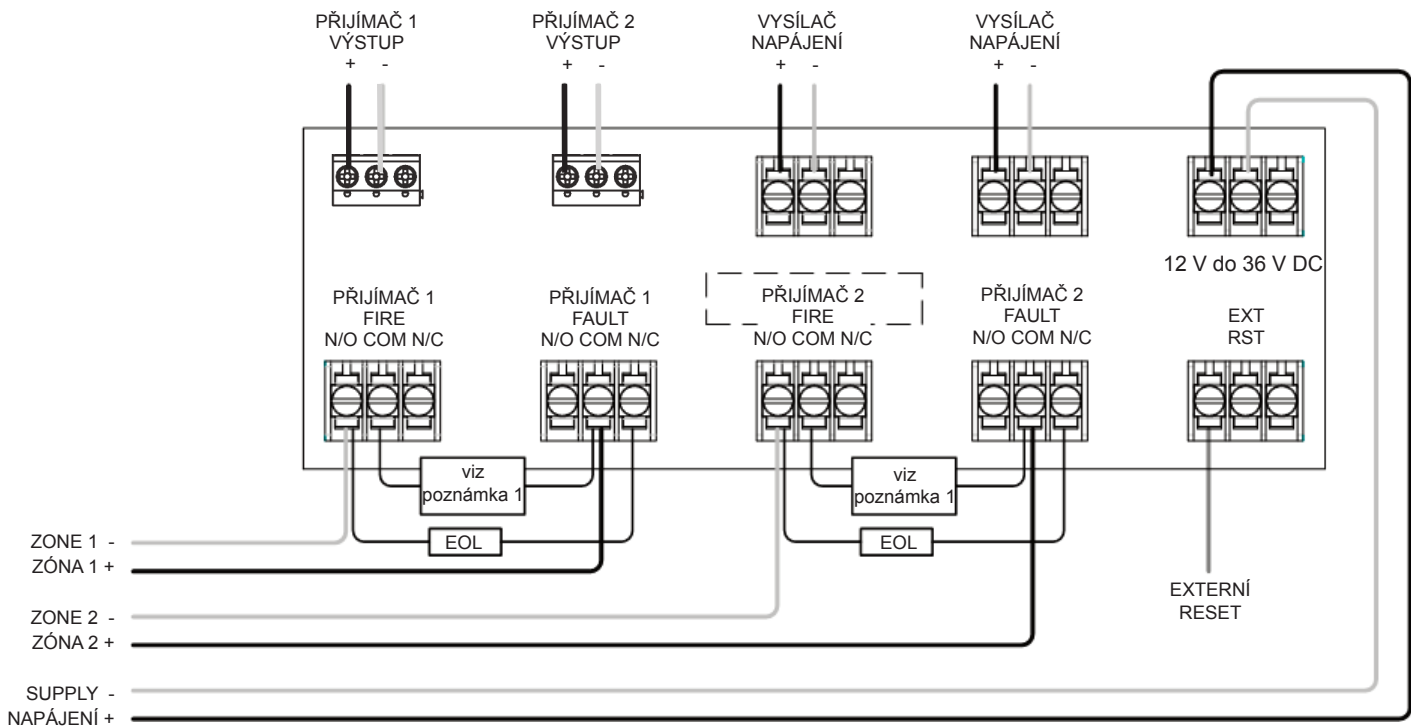 PŘIJÍMAČ 1
VÝSTUP
+ -
PŘIJÍMAČ 2
VÝSTUP
+ -
VYSÍLAČ
NAPÁJENÍ
+ -
VYSÍLAČ
NAPÁJENÍ
+ -
12 V do 36 V DC
PŘIJÍMAČ 1
FIRE
N/O COM N/C
PŘIJÍMAČ 1
FAULT
N/O COM N/C
PŘIJÍMAČ 2
FIRE
N/O COM N/C
PŘIJÍMAČ 2
FAULT
N/O COM N/C
EXT
RST
viz
poznámka 1
viz
poznámka 1
EOL
EOL
ZONE 1 -
ZÓNA 1 +
ZONE 2 -
ZÓNA 2 +
EXTERNÍ
RESET
SUPPLY -
NAPÁJENÍ +